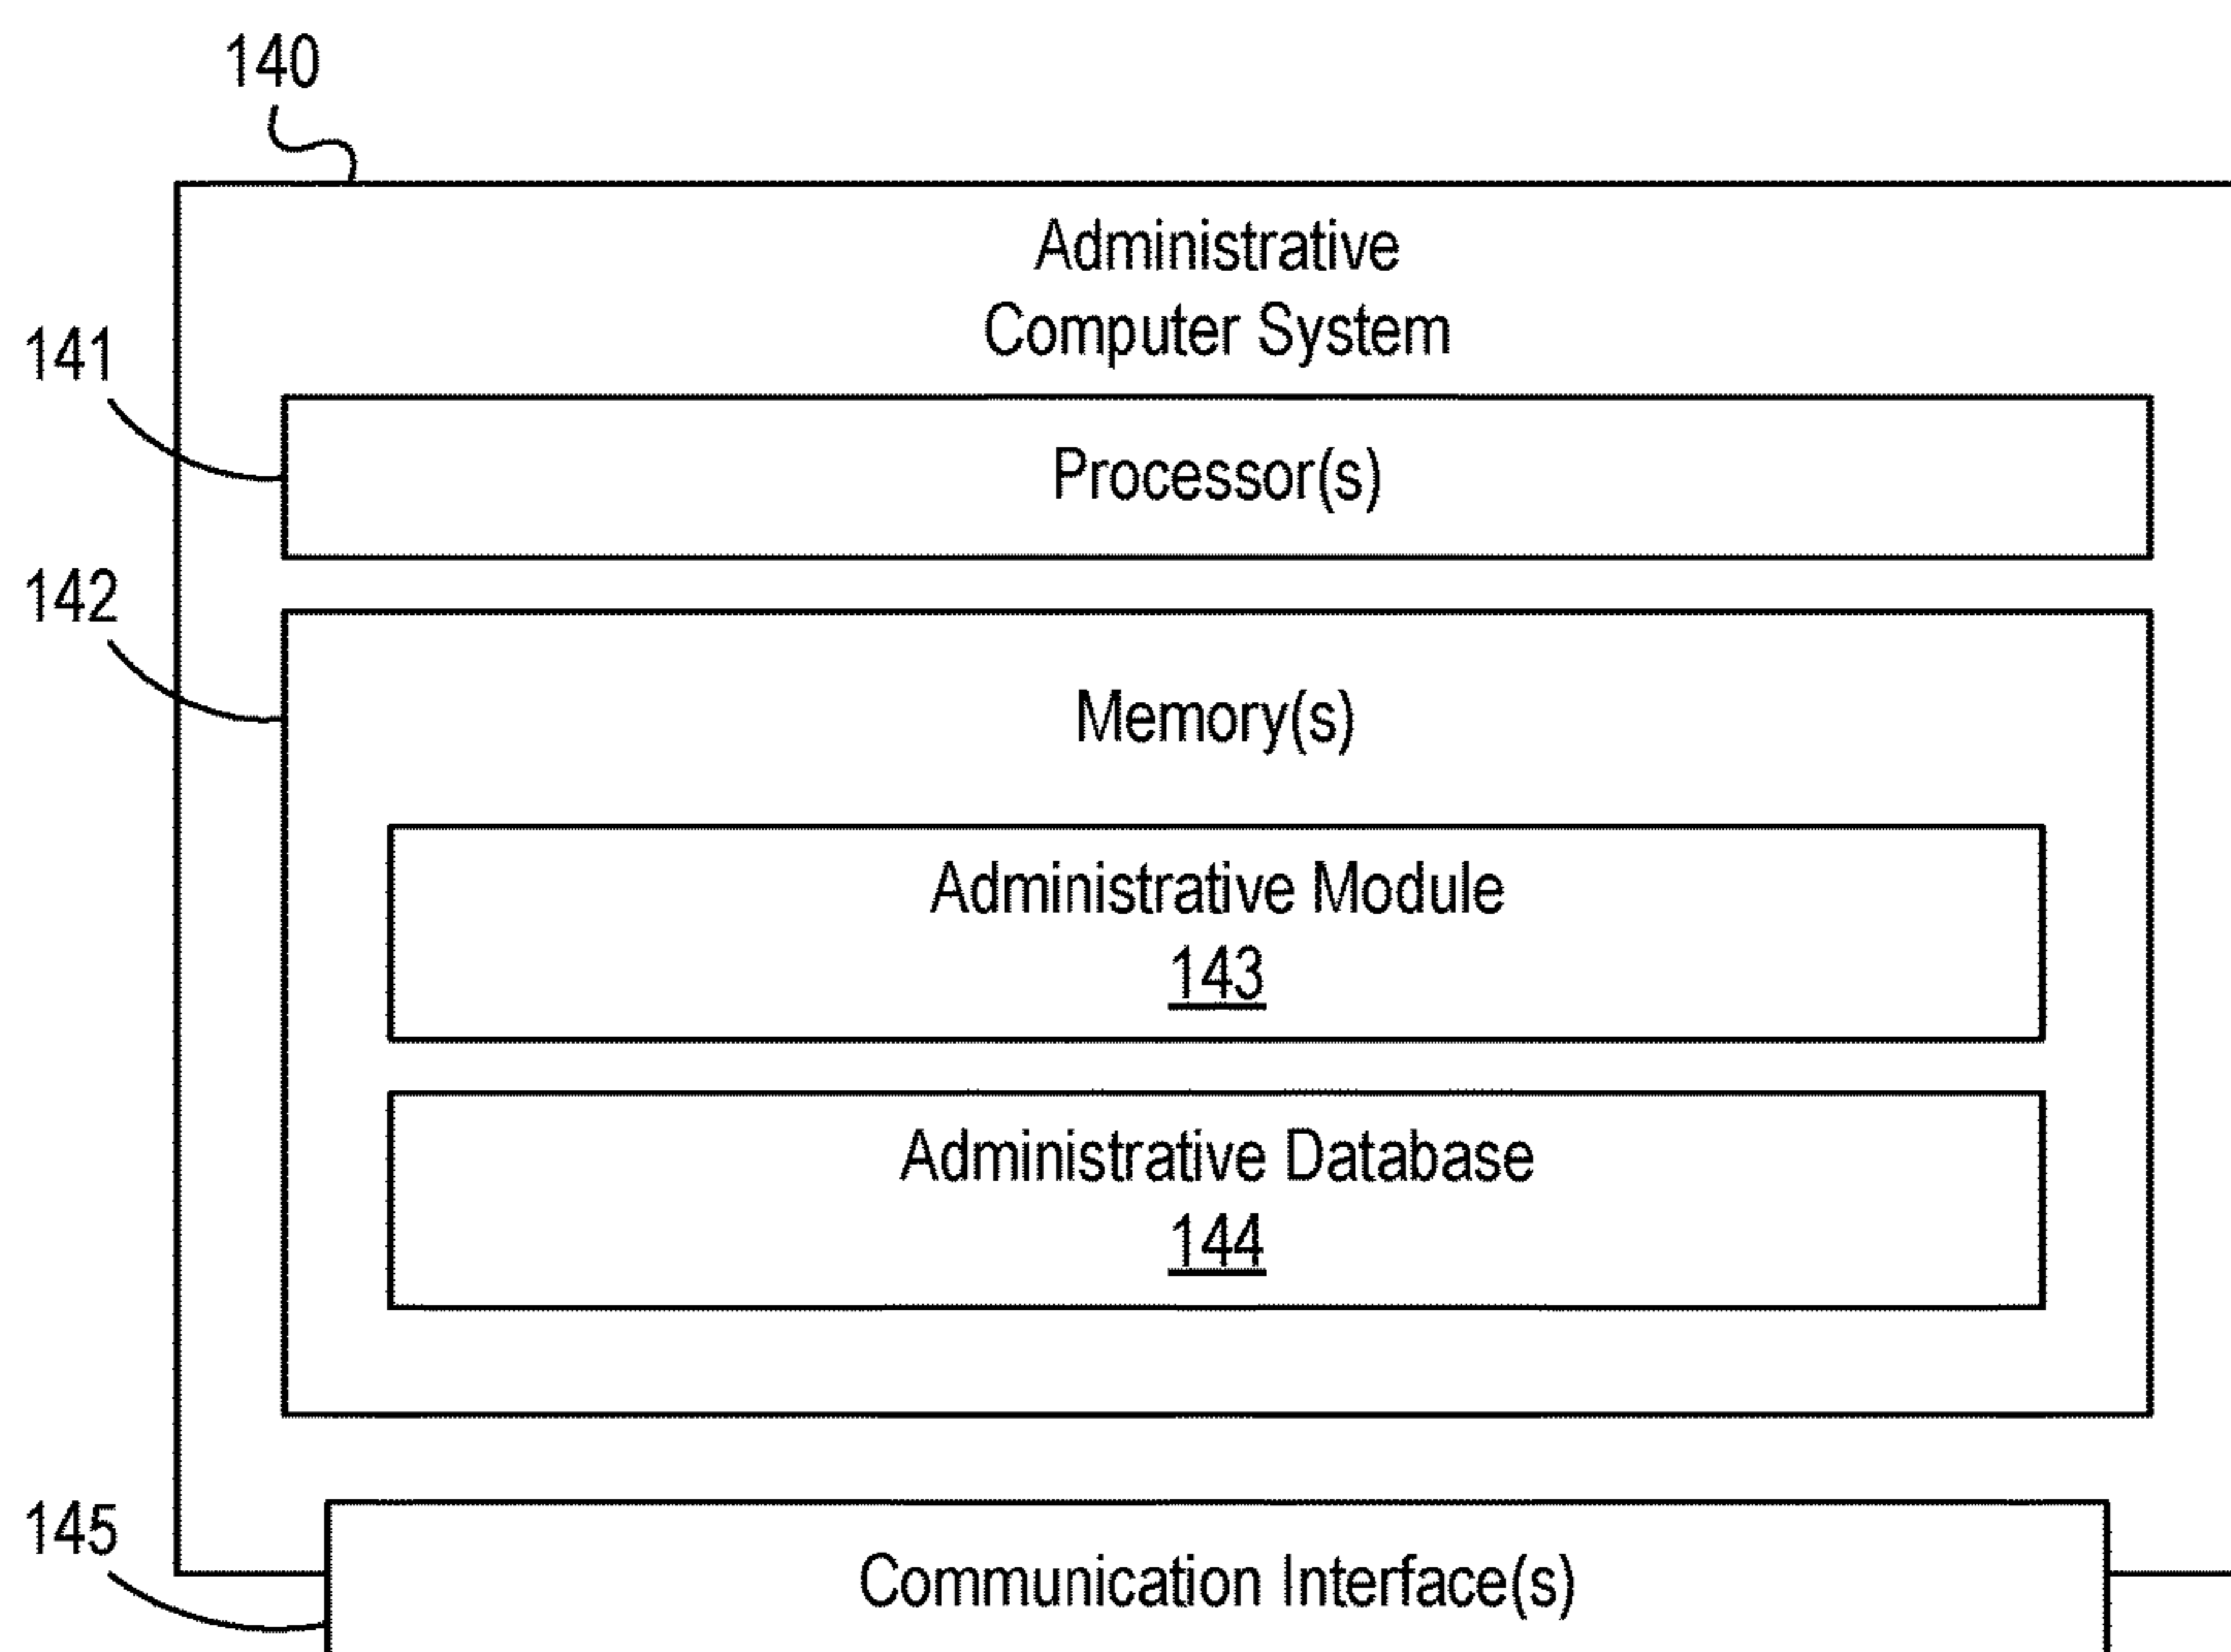 140
Administrative
Computer System
141
Processor(s)
142
Memory(s)
Administrative Module
143
Administrative Database
144
145
Communication Interface(s)